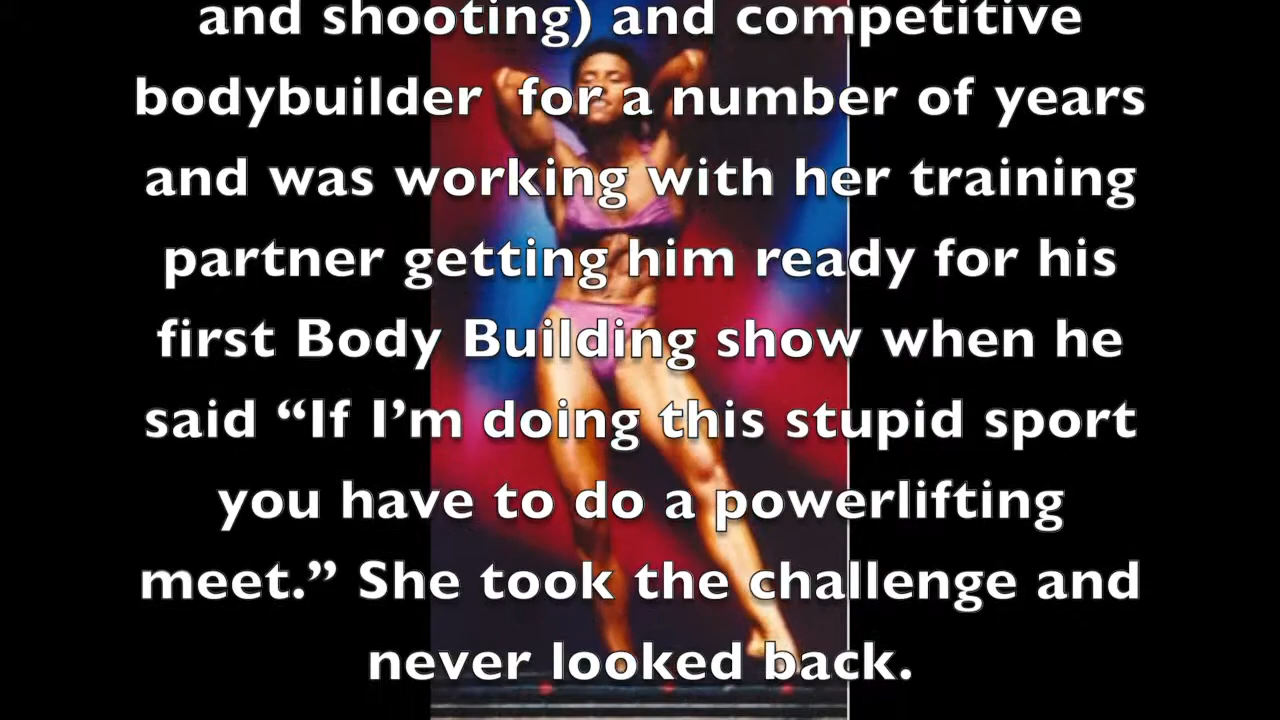 and shooting) and competitive
bodybuilder  for a number of years
and was working with her training
partner getting him ready for his
first Body Building show when he
said “If I’m doing this stupid sport
you have to do a powerlifting
meet.” She took the challenge and
never looked back.